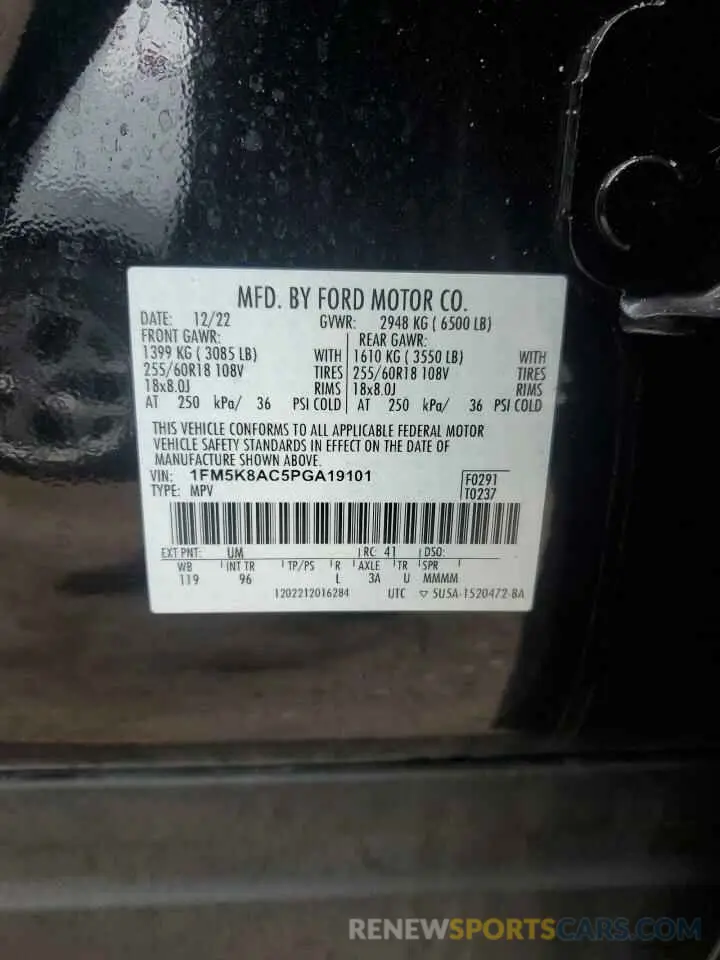 MFD. BY FORD MOTOR CO.
DATE: 12/22 GVWR: 2948 KG ( 6500 LB)
FRONT GAWR: REAR GAWR:
1399 KG ( 3085 LB) WITH 1610 KG ( 3550 LB) WITH
255/60R18 108V TIRES 255/60R18 108V TIRES
18x8.0J RIMS 18x8.0J RIMS
AT 250 kPa/ 36 PSI COLD AT 250 kPa/ 36 PSI COLD
THIS VEHICLE CONFORMS TO ALL APPLICABLE FEDERAL MOTOR
VEHICLE SAFETY STANDARDS IN EFFECT ON THE DATE OF
MANUFACTURE SHOWN ABOVE.
VIN: 1FM5K8AC5PGA19101 F0291
TYPE: MPV T0237
EXT PNT: UM RC: 41 DSO:
WB INT TR TP/PS R AXLE TR SPR
119 96 L 3A U MMMM
1202212016284 UTC ▽ 5U5A-1520472-BA
RENEWSPORTSCARS.COM